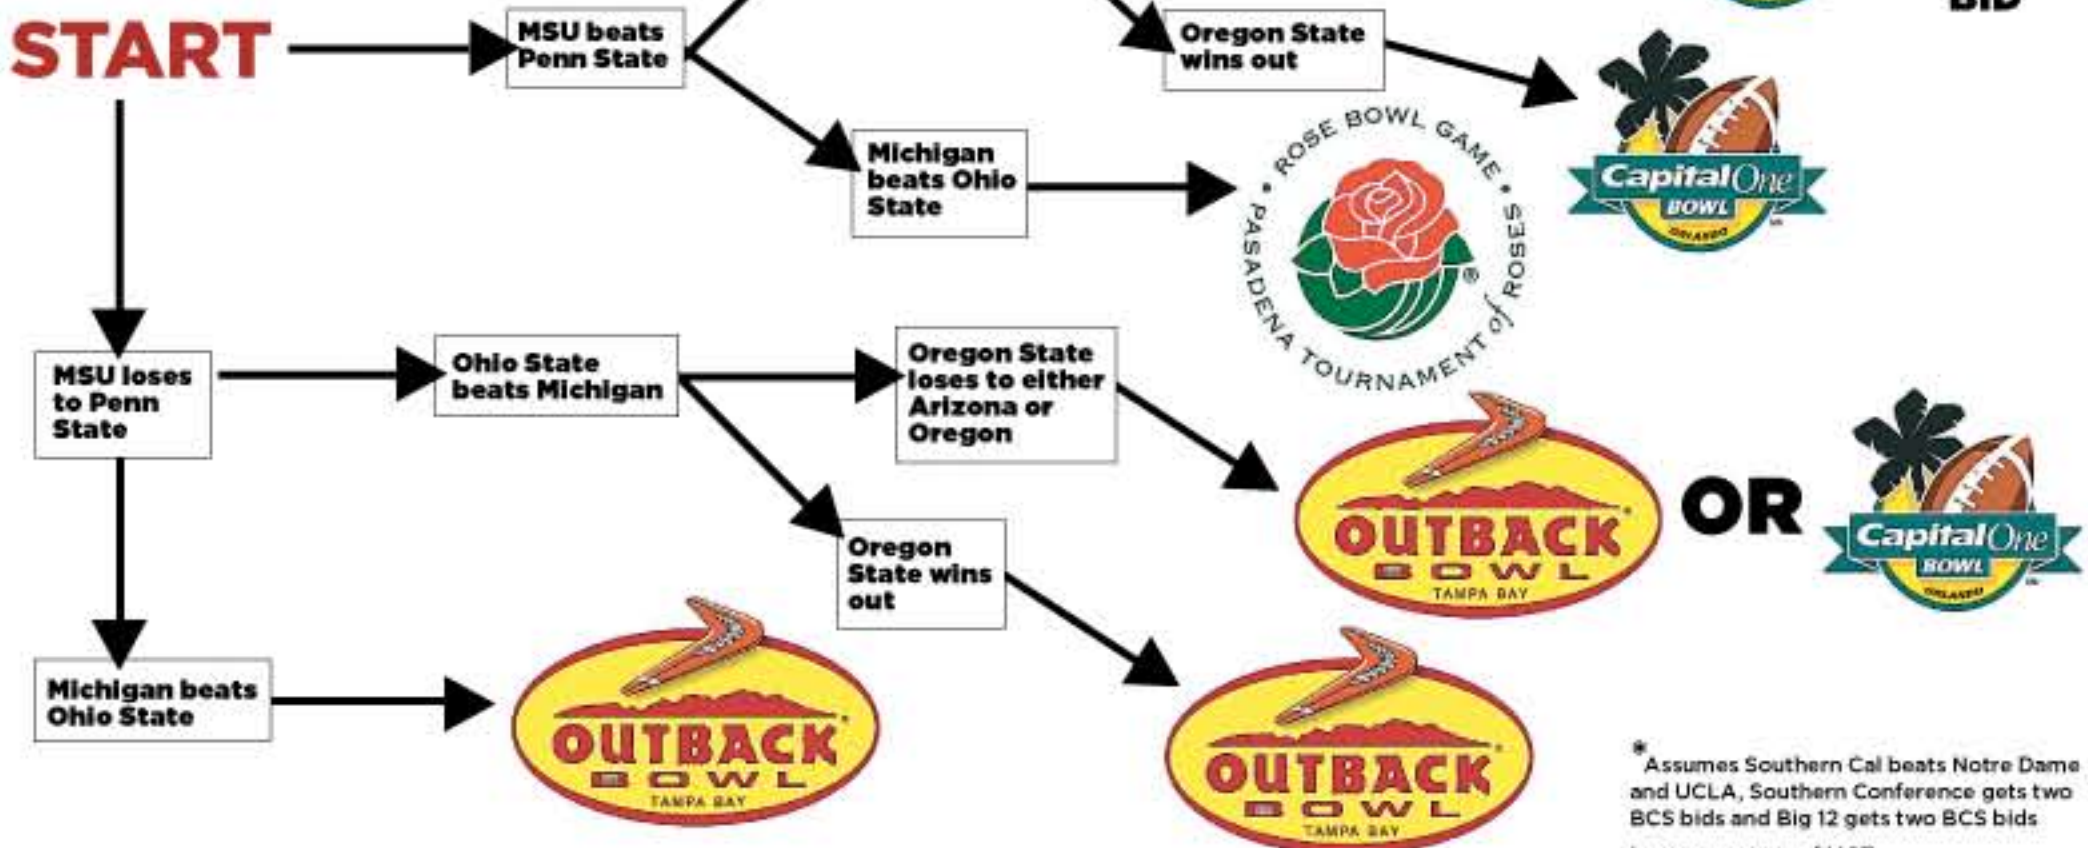 BID
START
MSU beats
Penn State
Oregon State
wins out
Capital One
BOWL
ORLANDO
Michigan
beats Ohio
State
• ROSE BOWL GAME •
PASADENA TOURNAMENT of ROSES
®
MSU loses
to Penn
State
Ohio State
beats Michigan
Oregon State
loses to either
Arizona or
Oregon
OUTBACK
BOWL
TAMPA BAY
OR
Capital One
BOWL
ORLANDO
Oregon
State wins
out
OUTBACK
BOWL
TAMPA BAY
Michigan beats
Ohio State
OUTBACK
BOWL
TAMPA BAY
*Assumes Southern Cal beats Notre Dame
and UCLA, Southern Conference gets two
BCS bids and Big 12 gets two BCS bids